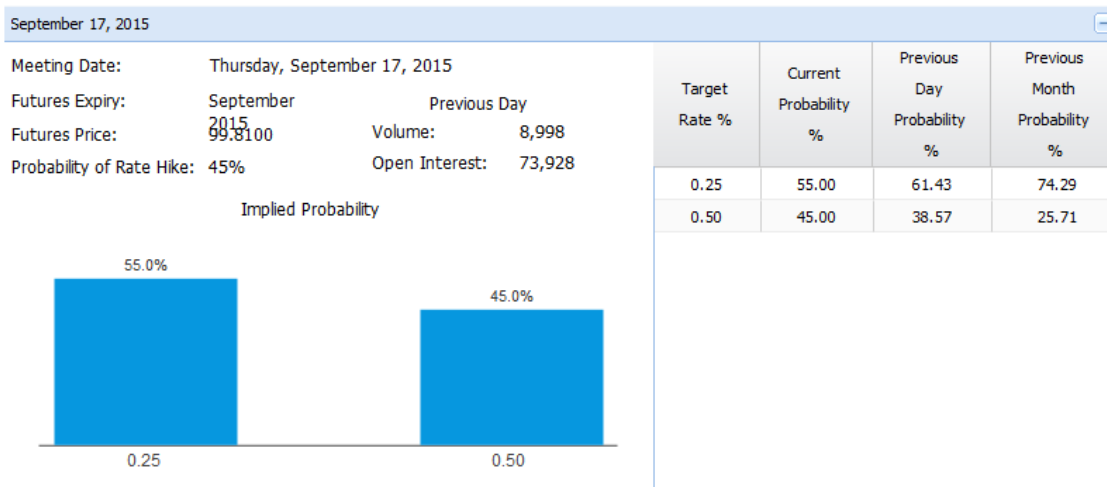 September 17, 2015
Meeting Date: Thursday, September 17, 2015
Futures Expiry: September 2015
Previous Day
Futures Price: 99.8100
Volume: 8,998
Probability of Rate Hike: 45%
Open Interest: 73,928
Implied Probability
55.0%
45.0%
0.25 0.50
Target Rate %
Current Probability %
Previous Day Probability %
Previous Month Probability %
0.25 55.00 61.43 74.29
0.50 45.00 38.57 25.71